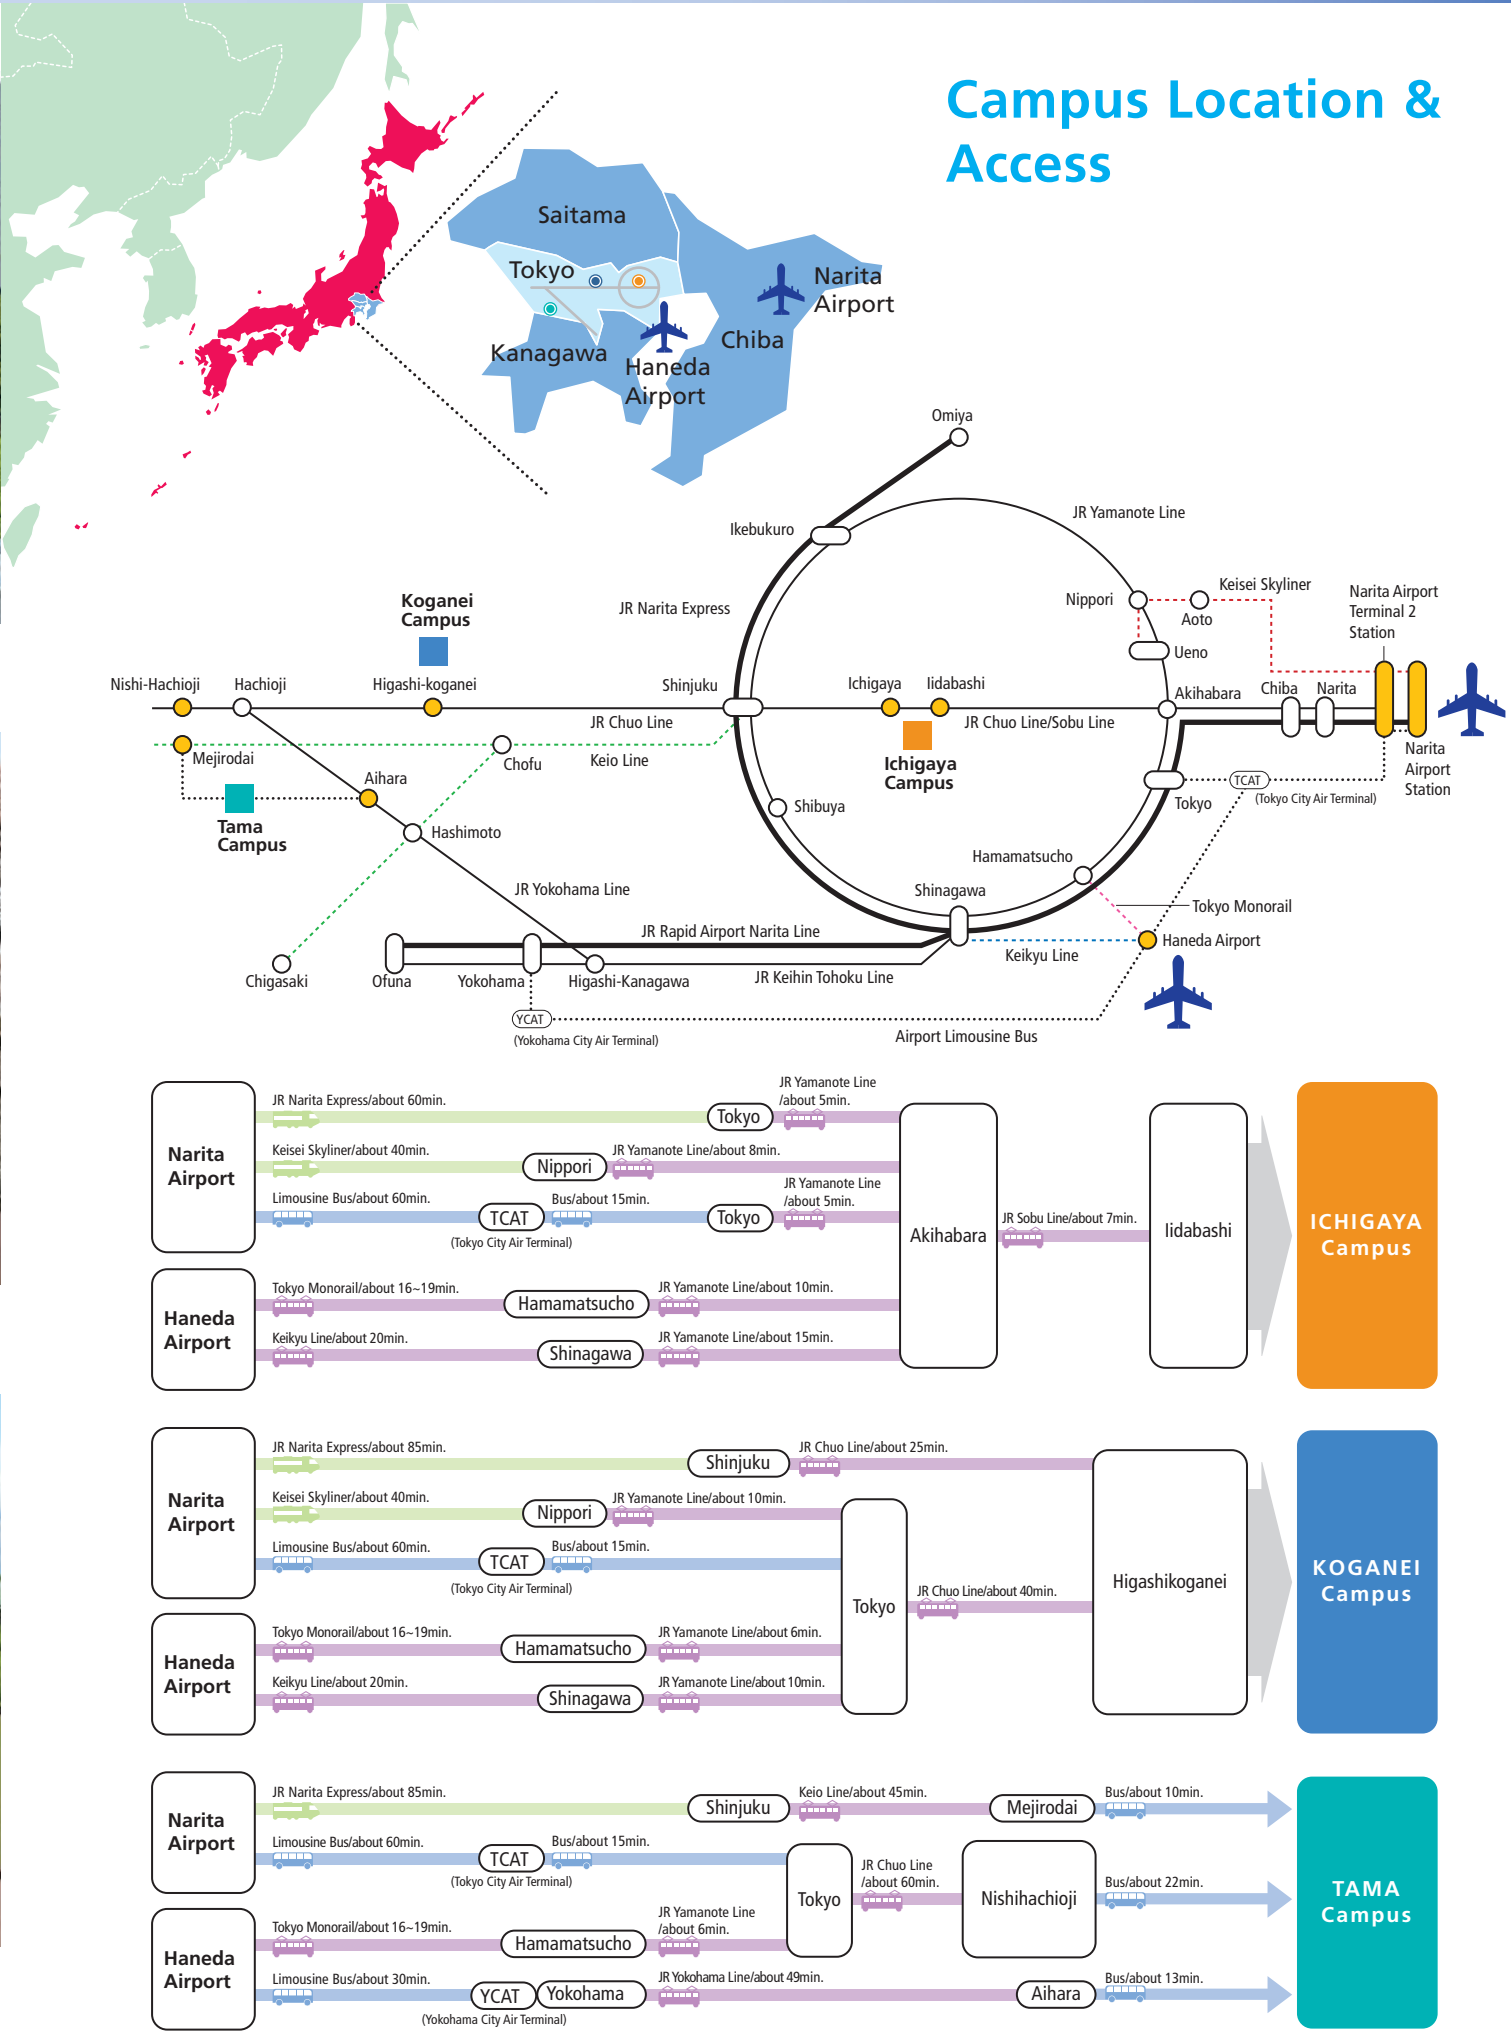 Campus Location &
Access
Saitama
Tokyo
Narita
Airport
Chiba
Kanagawa
Haneda
Airport
Omiya
JR Yamanote Line
Ikebukuro
Keisei Skyliner
Narita Airport
Terminal 2
Station
Koganei
Campus
JR Narita Express
Nippori
Aoto
Ueno
Nishi-Hachioji
Hachioji
Higashi-koganei
Shinjuku
Ichigaya
Iidabashi
Akihabara
Chiba
Narita
JR Chuo Line
JR Chuo Line/Sobu Line
Mejirodai
Chofu
Keio Line
Ichigaya
Campus
Narita
Airport
Station
Aihara
TCAT
(Tokyo City Air Terminal)
Tokyo
Shibuya
Tama
Campus
Hashimoto
Hamamatsucho
JR Yokohama Line
Shinagawa
Tokyo Monorail
JR Rapid Airport Narita Line
Haneda Airport
Keikyu Line
Chigasaki
Ofuna
Yokohama
Higashi-Kanagawa
JR Keihin Tohoku Line
YCAT
(Yokohama City Air Terminal)
Airport Limousine Bus
Narita
Airport
JR Narita Express/about 60min.
Tokyo
JR Yamanote Line
/about 5min.
Keisei Skyliner/about 40min.
Nippori
JR Yamanote Line/about 8min.
Limousine Bus/about 60min.
TCAT
(Tokyo City Air Terminal)
Bus/about 15min.
Tokyo
JR Yamanote Line
/about 5min.
Akihabara
JR Sobu Line/about 7min.
Iidabashi
ICHIGAYA
Campus
Haneda
Airport
Tokyo Monorail/about 16~19min.
Hamamatsucho
JR Yamanote Line/about 10min.
Keikyu Line/about 20min.
Shinagawa
JR Yamanote Line/about 15min.
Narita
Airport
JR Narita Express/about 85min.
Shinjuku
JR Chuo Line/about 25min.
Keisei Skyliner/about 40min.
Nippori
JR Yamanote Line/about 10min.
Limousine Bus/about 60min.
TCAT
(Tokyo City Air Terminal)
Bus/about 15min.
Tokyo
JR Chuo Line/about 40min.
Higashikoganei
KOGANEI
Campus
Haneda
Airport
Tokyo Monorail/about 16~19min.
Hamamatsucho
JR Yamanote Line/about 6min.
Keikyu Line/about 20min.
Shinagawa
JR Yamanote Line/about 10min.
Narita
Airport
JR Narita Express/about 85min.
Shinjuku
Keio Line/about 45min.
Mejirodai
Bus/about 10min.
Limousine Bus/about 60min.
TCAT
(Tokyo City Air Terminal)
Bus/about 15min.
Tokyo
JR Chuo Line
/about 60min.
Nishihachioji
Bus/about 22min.
TAMA
Campus
Haneda
Airport
Tokyo Monorail/about 16~19min.
Hamamatsucho
JR Yamanote Line
/about 6min.
Limousine Bus/about 30min.
YCAT
(Yokohama City Air Terminal)
Yokohama
JR Yokohama Line/about 49min.
Aihara
Bus/about 13min.